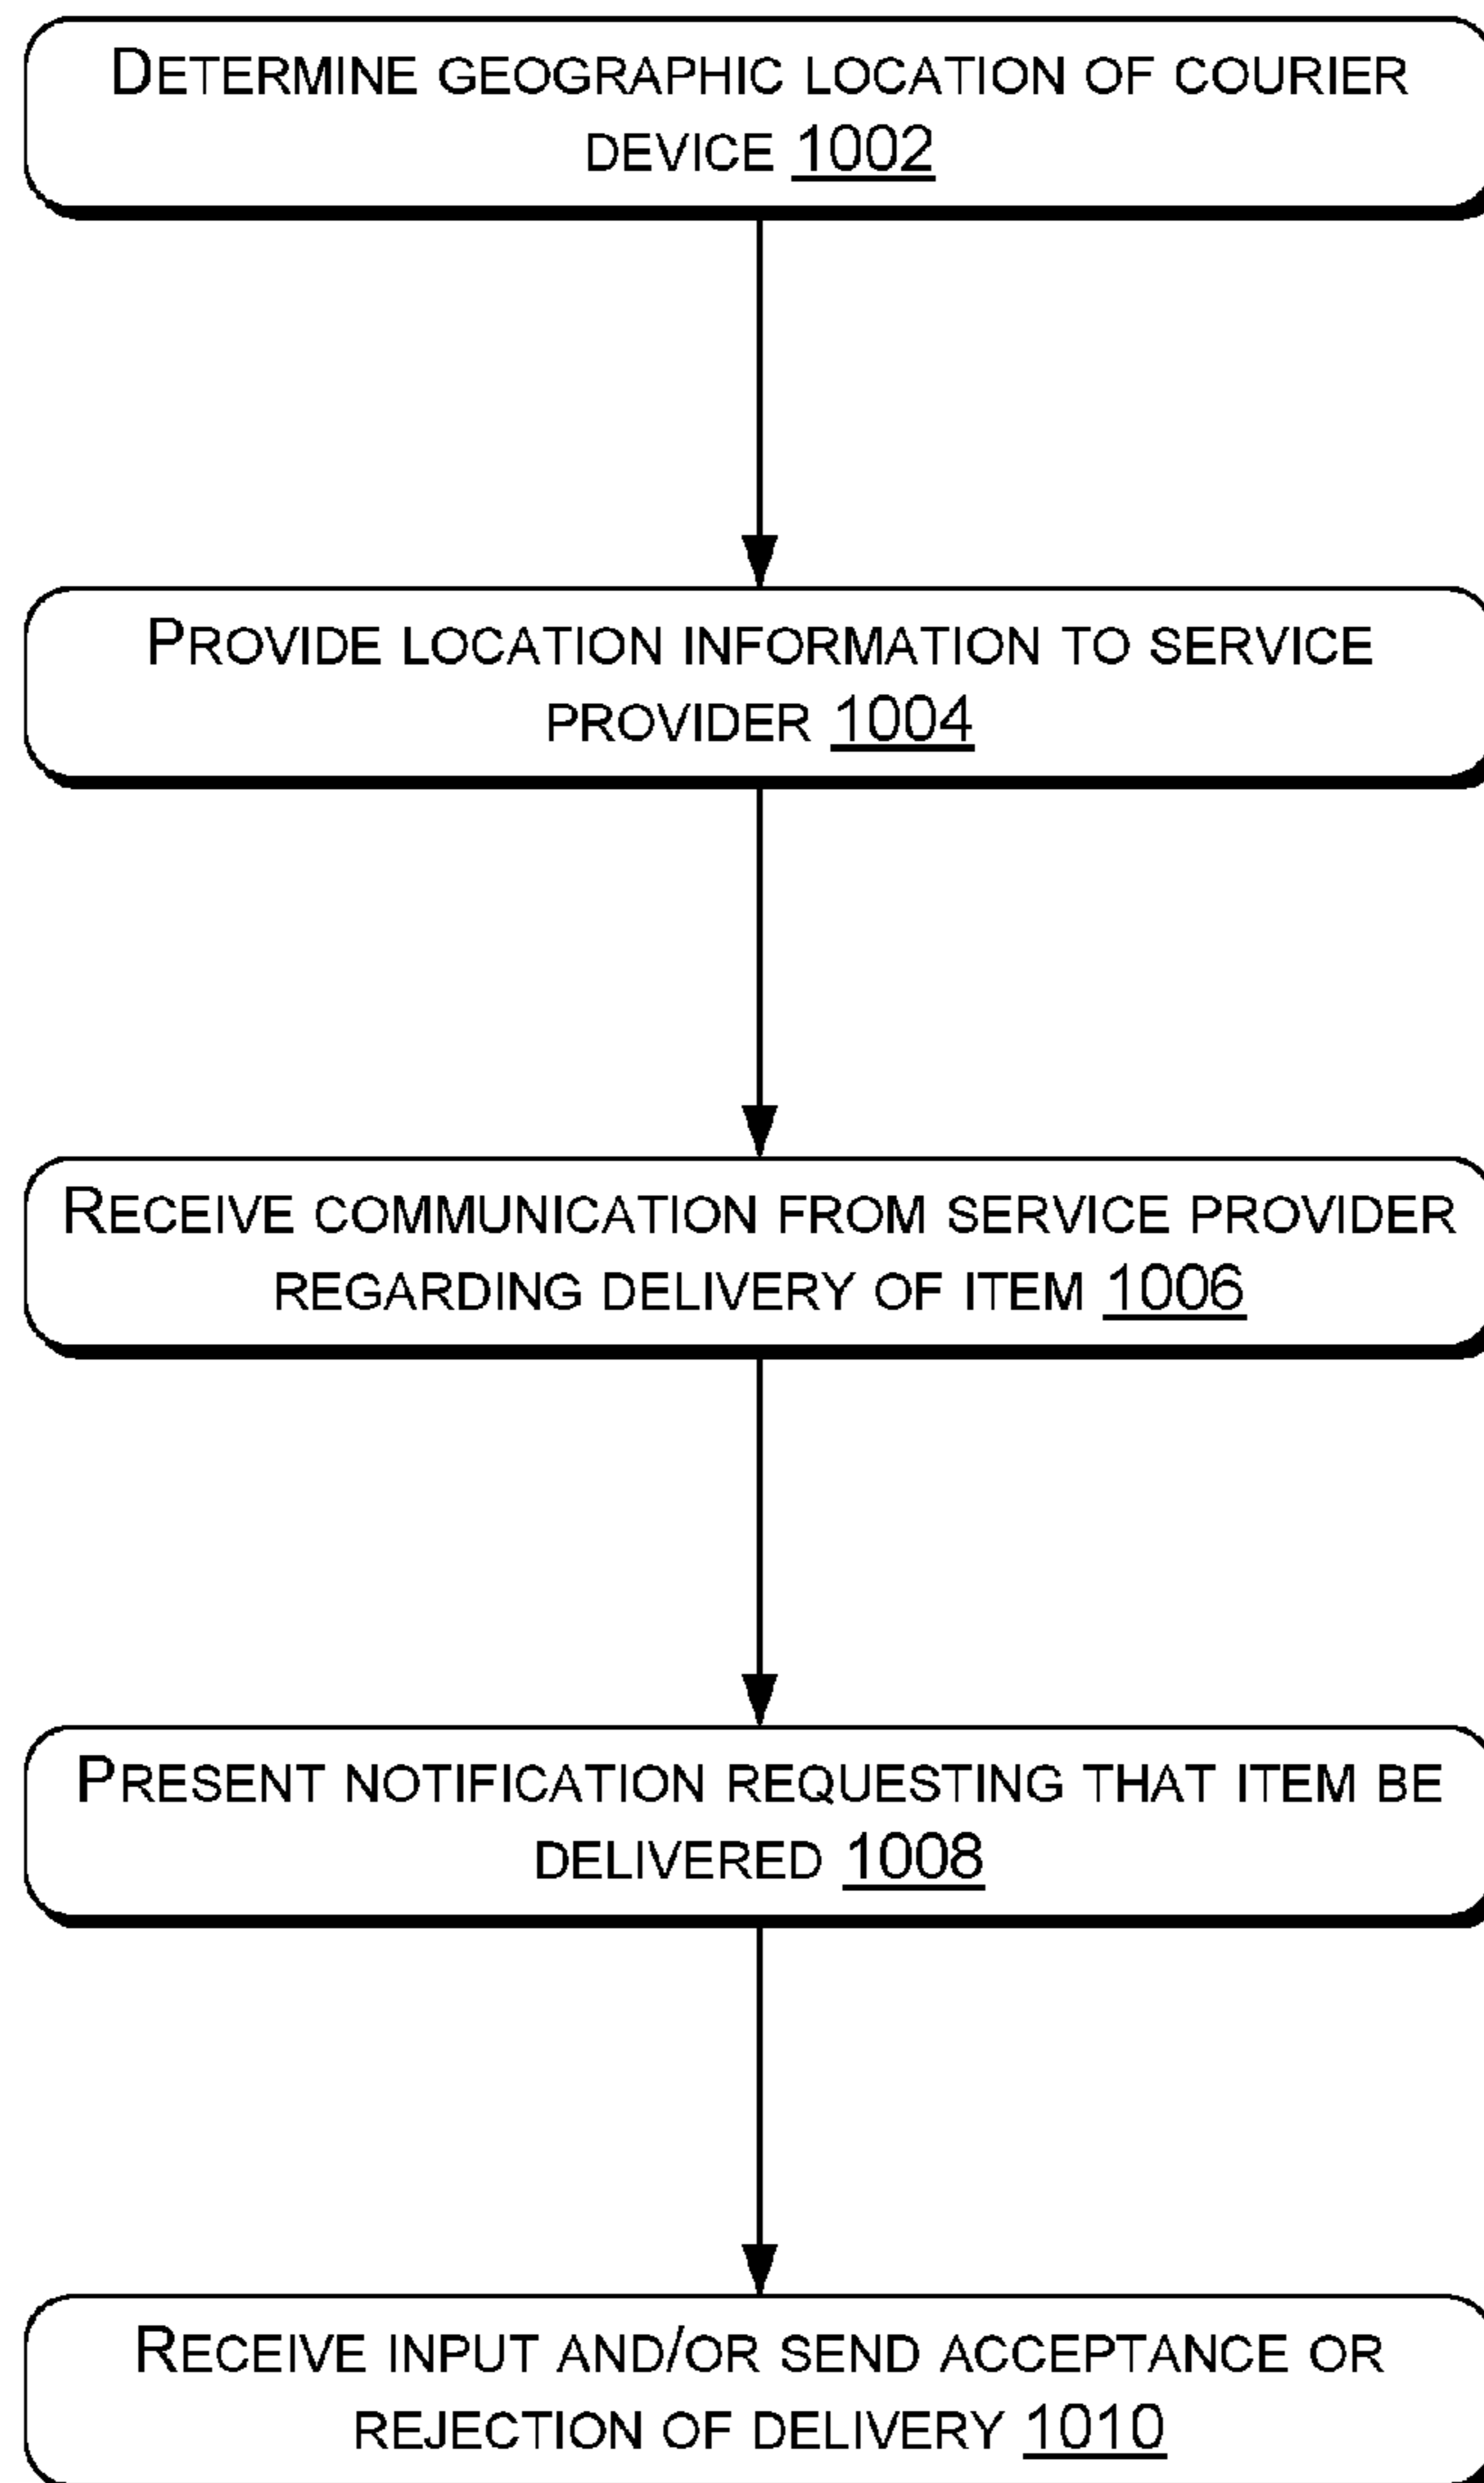 DETERMINE GEOGRAPHIC LOCATION OF COURIER
DEVICE 1002
PROVIDE LOCATION INFORMATION TO SERVICE
PROVIDER 1004
RECEIVE COMMUNICATION FROM SERVICE PROVIDER
REGARDING DELIVERY OF ITEM 1006
PRESENT NOTIFICATION REQUESTING THAT ITEM BE
DELIVERED 1008
RECEIVE INPUT AND/OR SEND ACCEPTANCE OR
REJECTION OF DELIVERY 1010